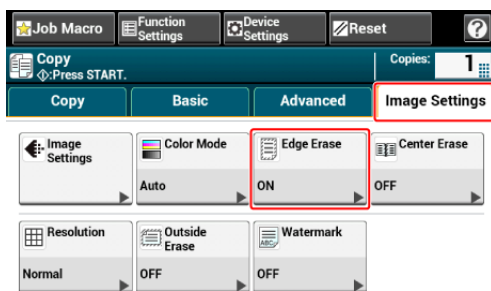 Job Macro
Function
Settings
Device
Settings
Reset
?
Copy
:Press START.
Copies:
1
Copy
Basic
Advanced
Image Settings
Image
Settings
Color Mode
Auto
Edge Erase
ON
Center Erase
OFF
Resolution
Normal
Outside
Erase
OFF
ABC
Watermark
OFF